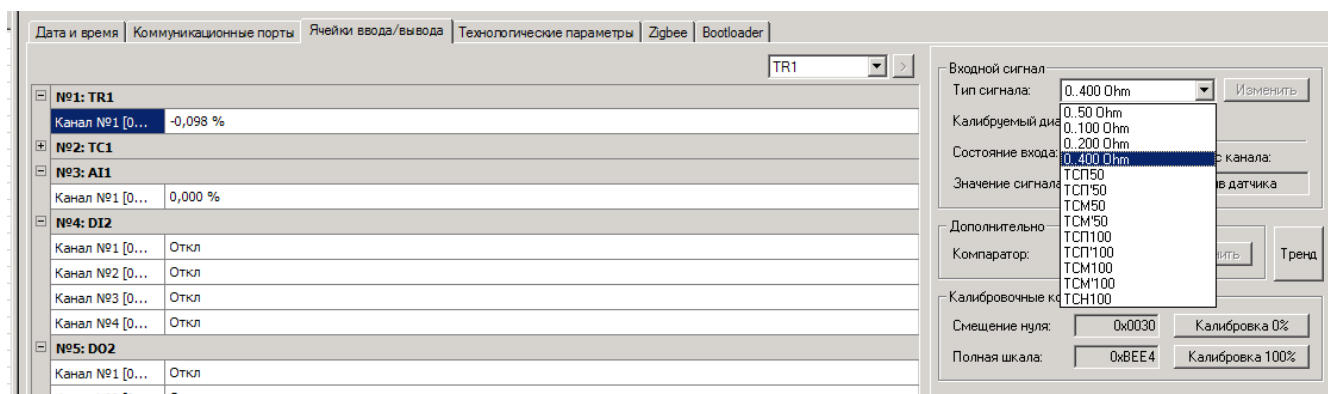 Дата и время Коммуникационные порты Ячейки ввода/вывода Технологические параметры Zigbee Bootloader
TR1 >
№1: TR1
Канал №1 [0... -0,098 %
№2: TC1
№3: AI1
Канал №1 [0... 0,000 %
№4: DI2
Канал №1 [0... Откл
Канал №2 [0... Откл
Канал №3 [0... Откл
Канал №4 [0... Откл
№5: DO2
Канал №1 [0... Откл
Входной сигнал
Тип сигнала: 0..400 Ohm Изменить
0..50 Ohm
0..100 Ohm
0..200 Ohm
0..400 Ohm
ТСП50
ТСП'50
ТСМ50
ТСМ'50
ТСП100
ТСП'100
ТСМ100
ТСМ'100
ТСН100
Калибруемый диа
Состояние входа: с канала:
Значение сигнала в датчика
Дополнительно
Компаратор: нить Тренд
Калибровочные ко
Смещение нуля: 0x0030 Калибровка 0%
Полная шкала: 0xBEE4 Калибровка 100%